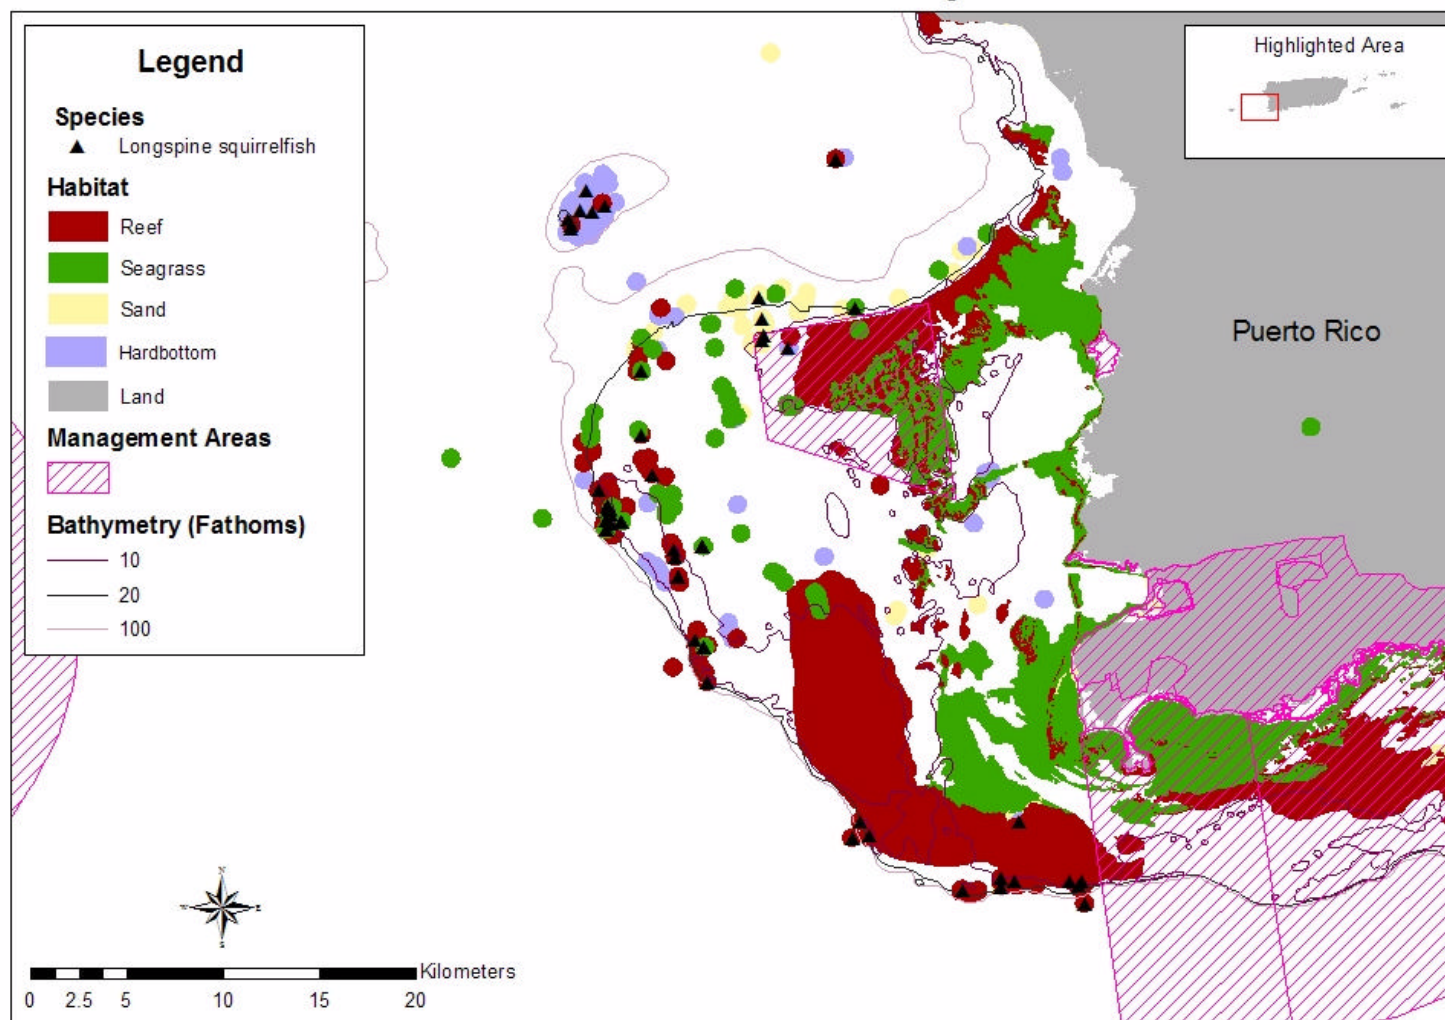 Legend
Species
Longspine squirrelfish
Habitat
Reef
Seagrass
Sand
Hardbottom
Land
Management Areas
Bathymetry (Fathoms)
10
20
100
Highlighted Area
Puerto Rico
N
W E
S
Kilometers
0 2.5 5 10 15 20